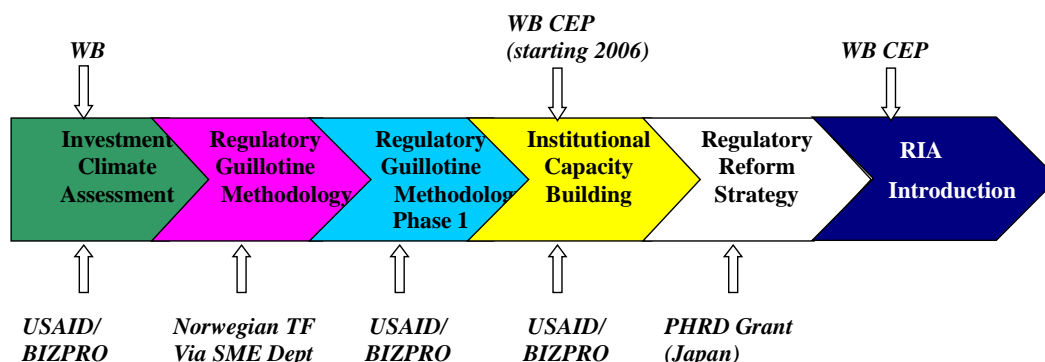 WB
WB CEP
(starting 2006)
WB CEP
Investment
Climate
Assessment
Regulatory
Guillotine
Methodology
Regulatory
Guillotine
Methodolog
Phase 1
Institutional
Capacity
Building
Regulatory
Reform
Strategy
RIA
Introduction
USAID/
BIZPRO
Norwegian TF
Via SME Dept
USAID/
BIZPRO
USAID/
BIZPRO
PHRD Grant
(Japan)